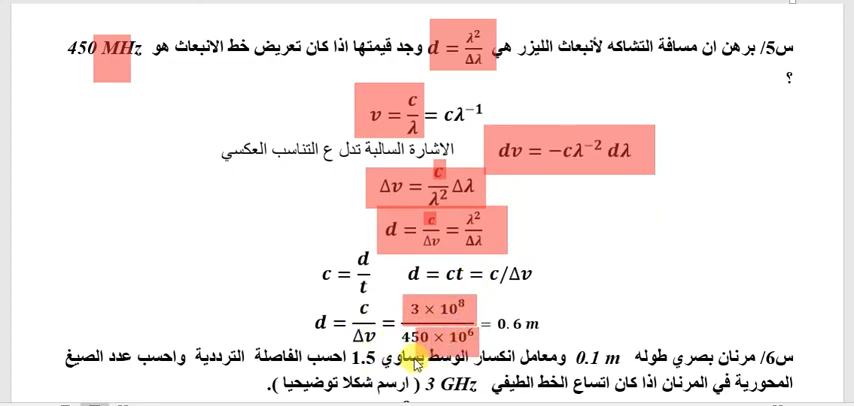 س5/ برهن ان مسافة التشاكه لأنبعاث الليزر هي d = λ²/Δλ وجد قيمتها اذا كان تعريض خط الانبعاث هو 450 MHz
؟
v = c/λ = cλ⁻¹
dv = −cλ⁻² dλ الاشارة السالبة تدل ع التناسب العكسي
Δv = c/λ² Δλ
d = c/Δv = λ²/Δλ
c = d/t d = ct = c/Δv
d = c/Δv = 3 × 10⁸/450 × 10⁶ = 0.6 m
س6/ مرنان بصري طوله 0.1 m ومعامل انكسار الوسط يساوي 1.5 احسب الفاصلة الترددية واحسب عدد الصيغ
المحورية في المرنان اذا كان اتساع الخط الطيفي 3 GHz ( ارسم شكلا توضيحيا ).